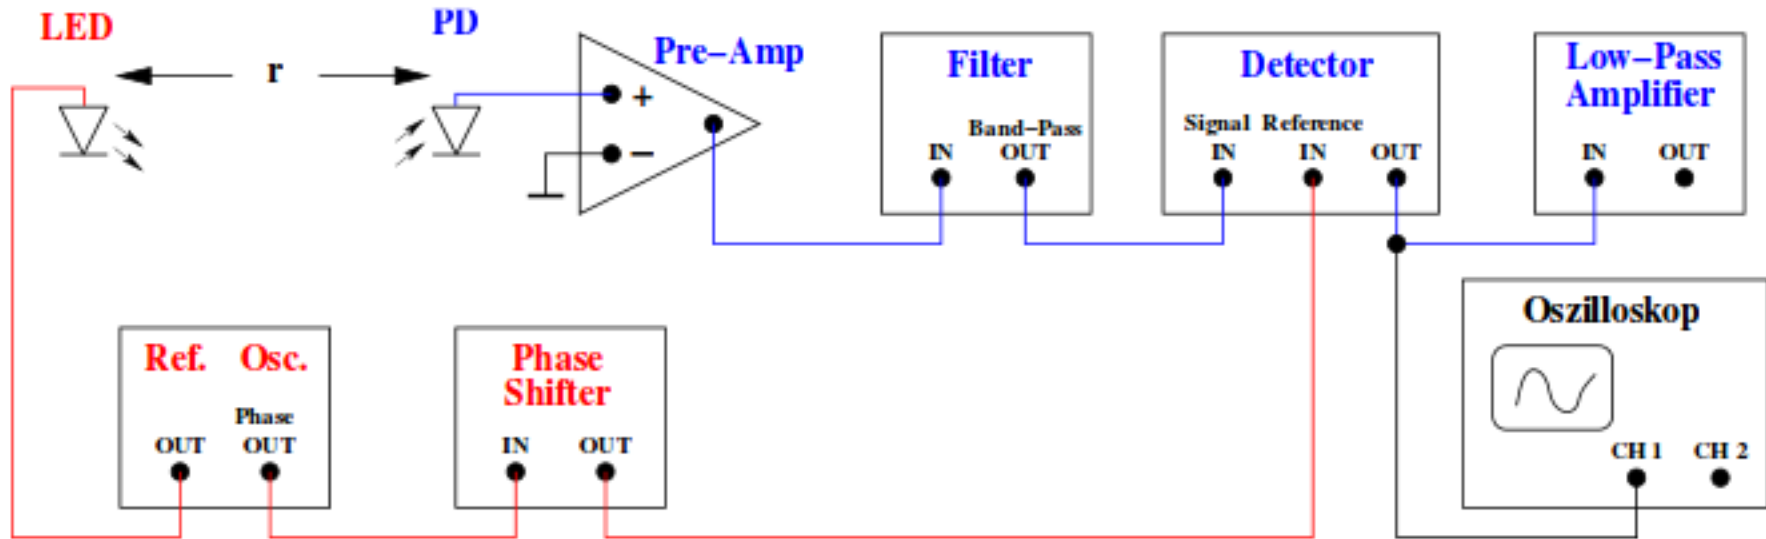 LED
r
PD
Pre-Amp
+
−
Filter
Band-Pass
IN OUT
Detector
Signal Reference
IN IN OUT
Low-Pass
Amplifier
IN OUT
Ref. Osc.
Phase
OUT OUT
Phase
Shifter
IN OUT
Oszilloskop
CH 1 CH 2